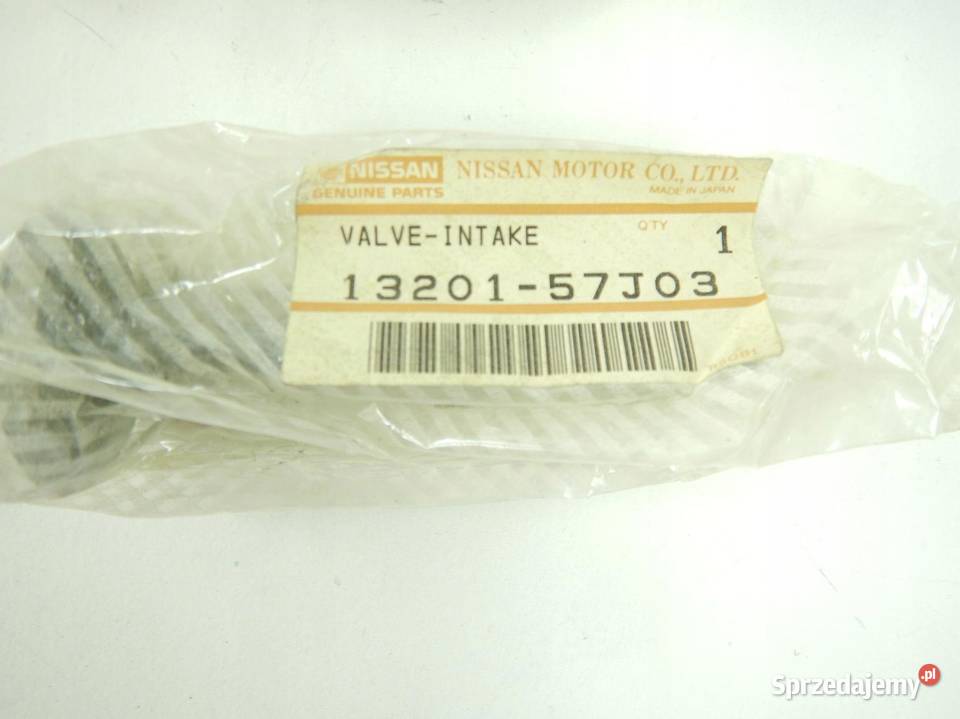 NISSAN NISSAN MOTOR CO., LTD.
GENUINE PARTS MADE IN JAPAN
VALVE-INTAKE QTY 1
13201-57J03
Sprzedajemy.pl